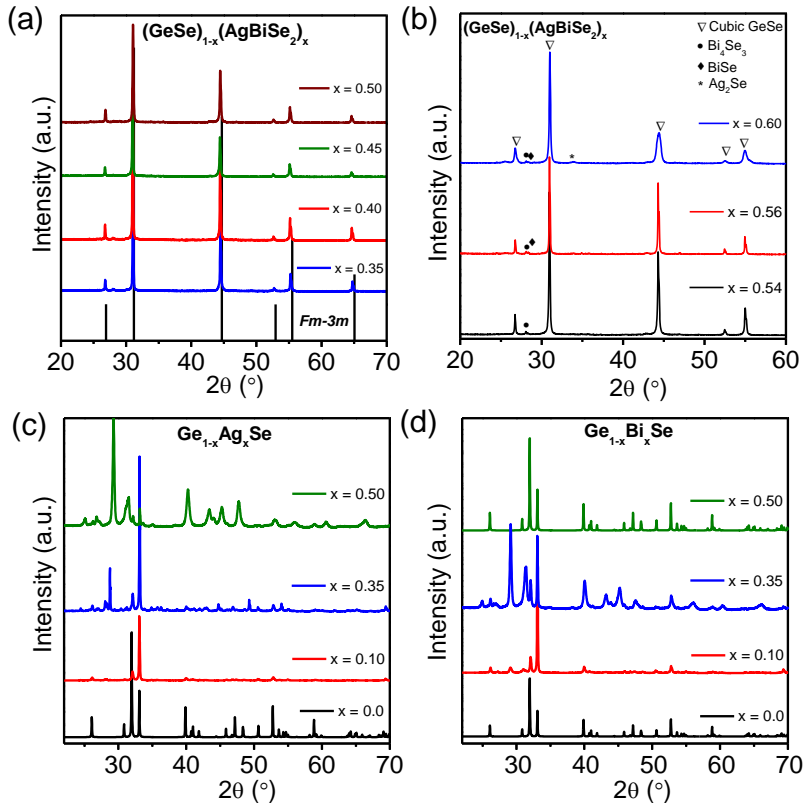 (a)
(GeSe)1-x(AgBiSe2)x
Intensity (a.u.)
x = 0.50
x = 0.45
x = 0.40
x = 0.35
Fm-3m
20 30 40 50 60 70
2θ (°)
(b)
(GeSe)1-x(AgBiSe2)x
Cubic GeSe
Bi4Se3
BiSe
Ag2Se
Intensity (a.u.)
x = 0.60
x = 0.56
x = 0.54
20 30 40 50 60
2θ (°)
(c)
Ge1-xAgxSe
Intensity (a.u.)
x = 0.50
x = 0.35
x = 0.10
x = 0.0
30 40 50 60 70
2θ (°)
(d)
Ge1-xBixSe
Intensity (a.u.)
x = 0.50
x = 0.35
x = 0.10
x = 0.0
30 40 50 60 70
2θ (°)